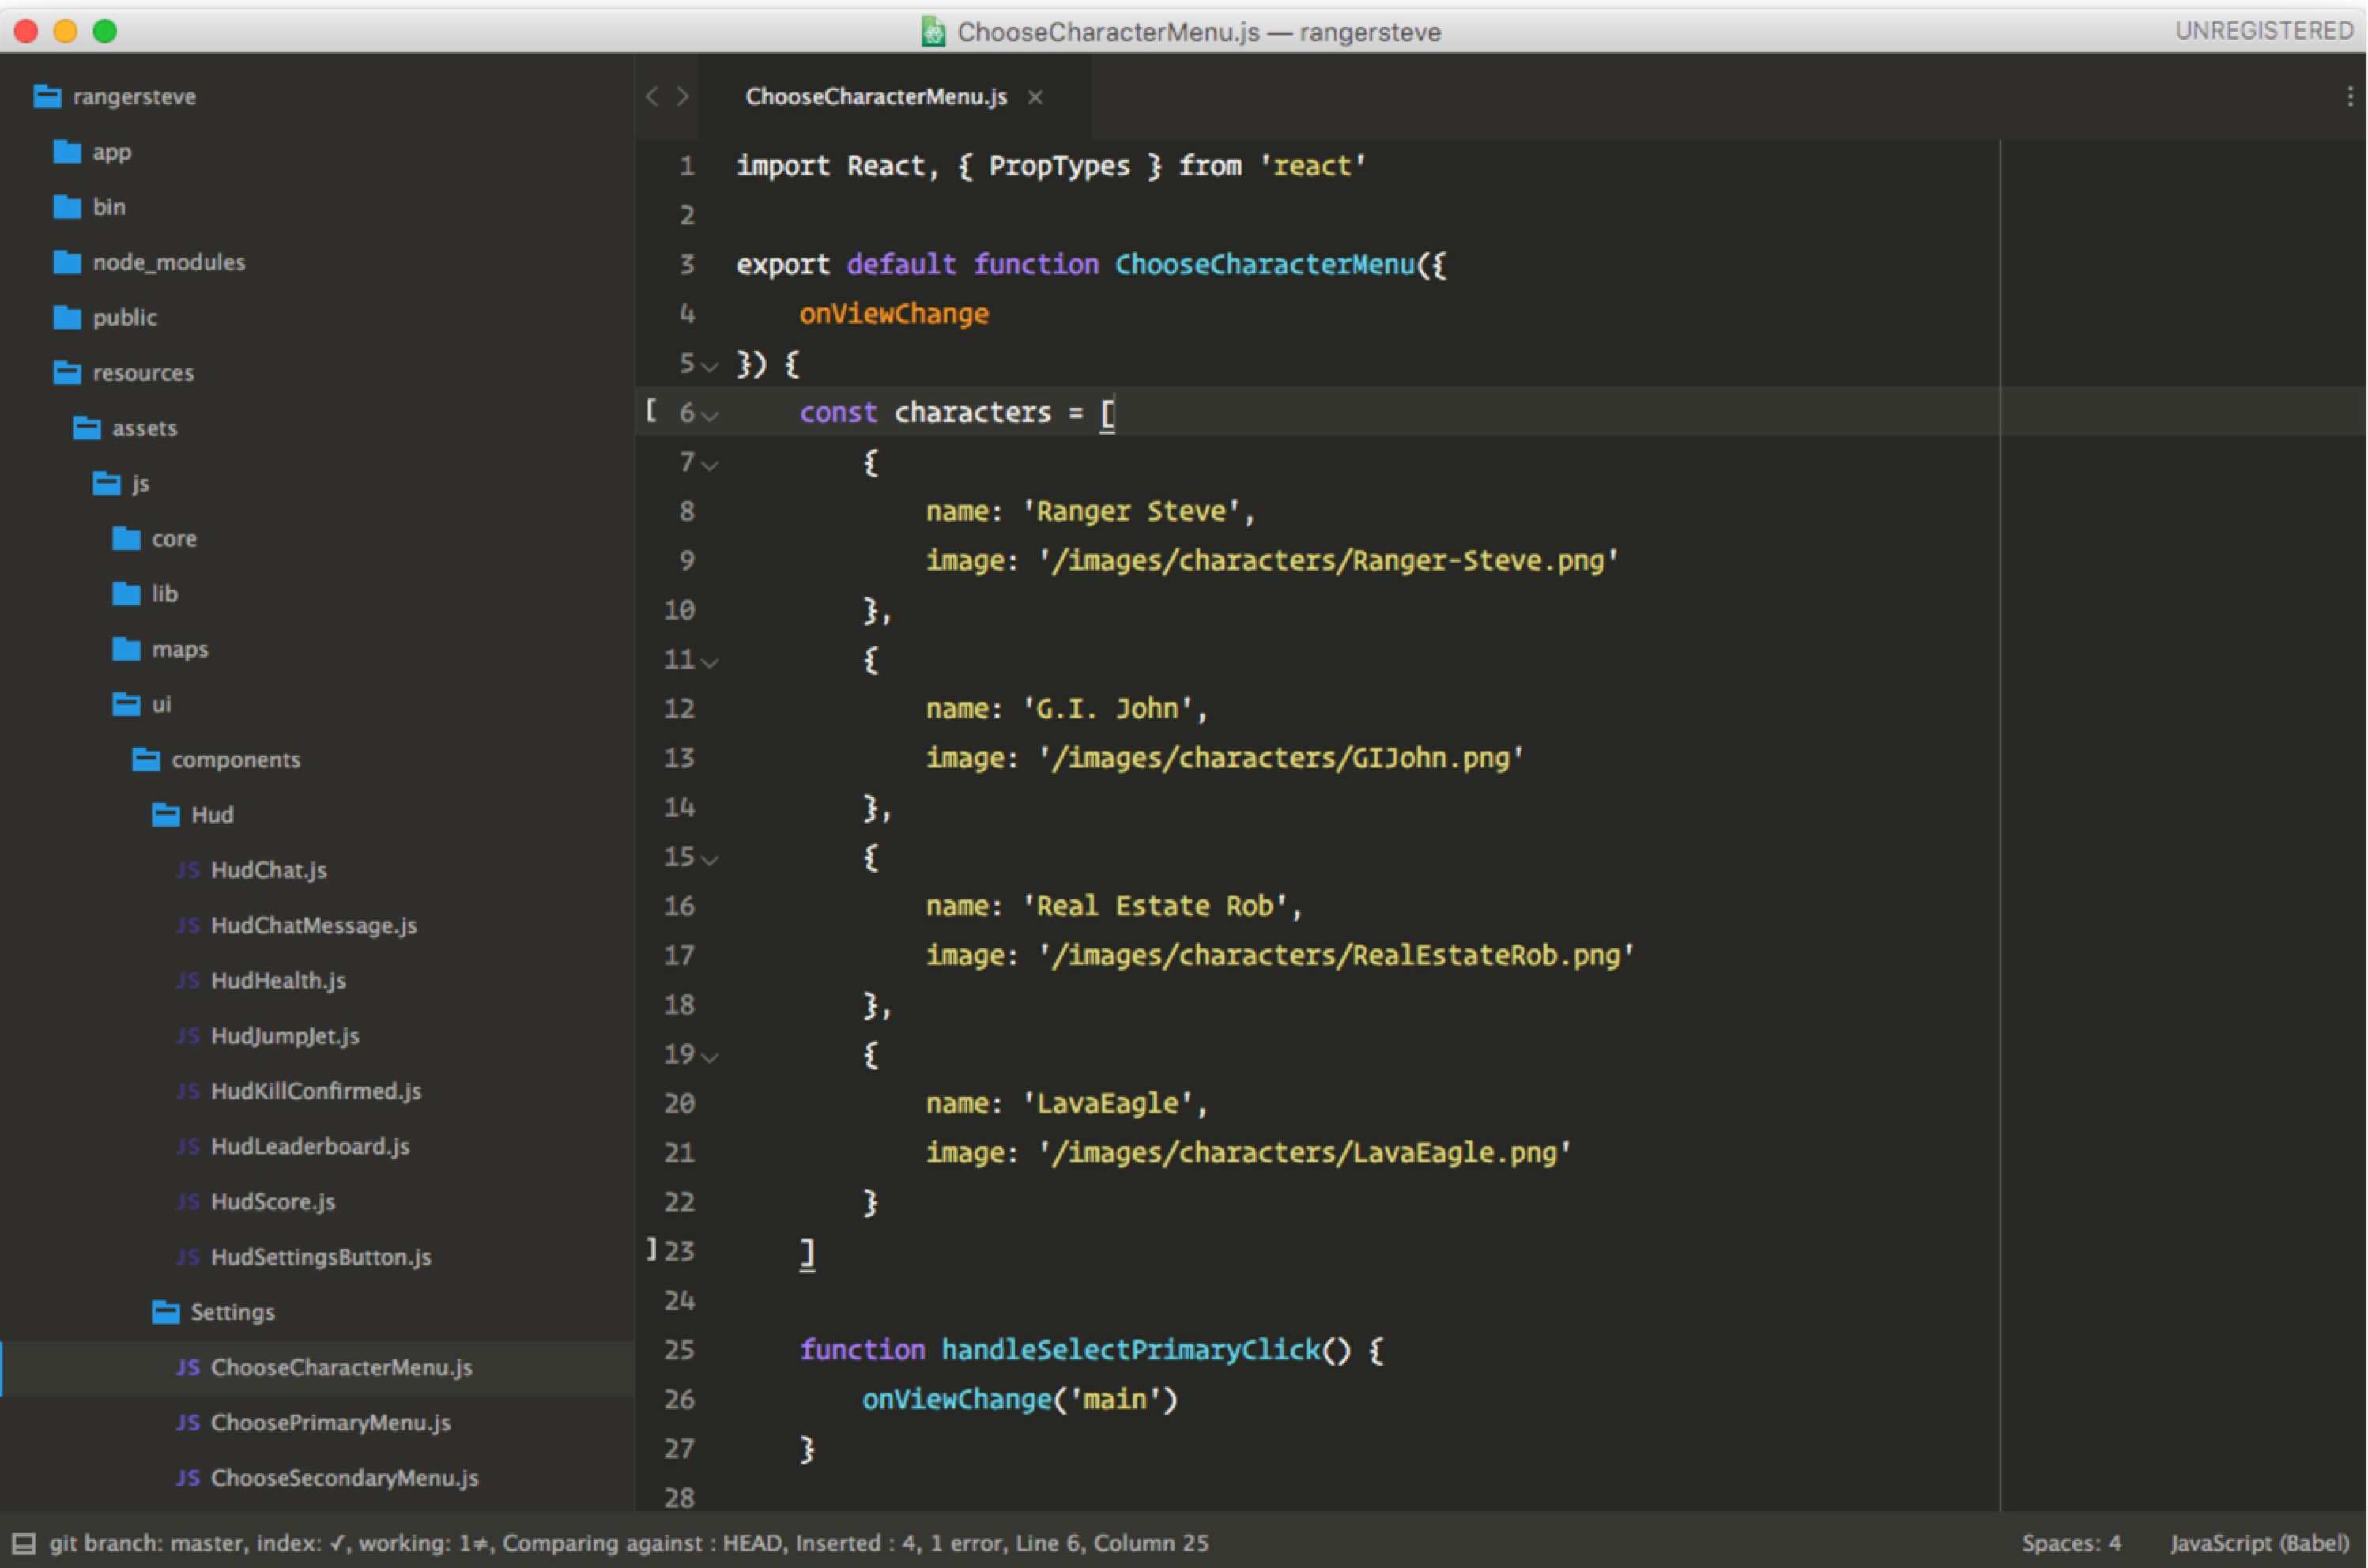 ChooseCharacterMenu.js — rangersteve
UNREGISTERED
rangersteve
app
bin
node_modules
public
resources
assets
js
core
lib
maps
ui
components
Hud
JS HudChat.js
JS HudChatMessage.js
JS HudHealth.js
JS HudJumpJet.js
JS HudKillConfirmed.js
JS HudLeaderboard.js
JS HudScore.js
JS HudSettingsButton.js
Settings
JS ChooseCharacterMenu.js
JS ChoosePrimaryMenu.js
JS ChooseSecondaryMenu.js
ChooseCharacterMenu.js ×
1 import React, { PropTypes } from 'react'
2
3 export default function ChooseCharacterMenu({
4     onViewChange
5 }) {
[ 6     const characters = [
7         {
8             name: 'Ranger Steve',
9             image: '/images/characters/Ranger-Steve.png'
10         },
11         {
12             name: 'G.I. John',
13             image: '/images/characters/GIJohn.png'
14         },
15         {
16             name: 'Real Estate Rob',
17             image: '/images/characters/RealEstateRob.png'
18         },
19         {
20             name: 'LavaEagle',
21             image: '/images/characters/LavaEagle.png'
22         }
] 23     ]
24
25     function handleSelectPrimaryClick() {
26         onViewChange('main')
27     }
28
git branch: master, index: ✓, working: 1≠, Comparing against : HEAD, Inserted : 4, 1 error, Line 6, Column 25
Spaces: 4
JavaScript (Babel)